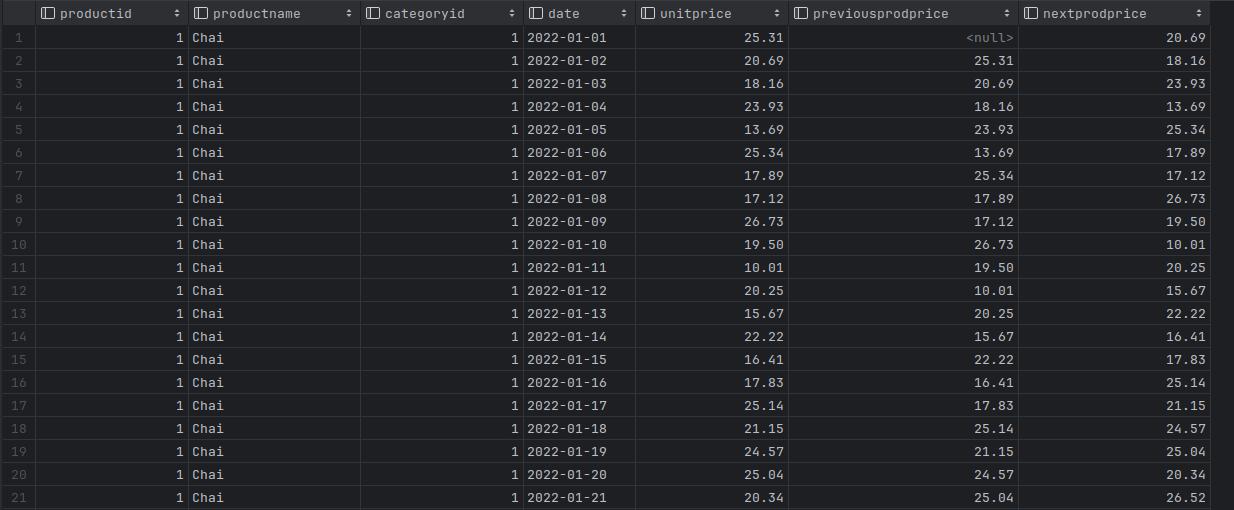 productid productname categoryid date unitprice previousprodprice nextprodprice
1 1 Chai 1 2022-01-01 25.31 <null> 20.69
2 1 Chai 1 2022-01-02 20.69 25.31 18.16
3 1 Chai 1 2022-01-03 18.16 20.69 23.93
4 1 Chai 1 2022-01-04 23.93 18.16 13.69
5 1 Chai 1 2022-01-05 13.69 23.93 25.34
6 1 Chai 1 2022-01-06 25.34 13.69 17.89
7 1 Chai 1 2022-01-07 17.89 25.34 17.12
8 1 Chai 1 2022-01-08 17.12 17.89 26.73
9 1 Chai 1 2022-01-09 26.73 17.12 19.50
10 1 Chai 1 2022-01-10 19.50 26.73 10.01
11 1 Chai 1 2022-01-11 10.01 19.50 20.25
12 1 Chai 1 2022-01-12 20.25 10.01 15.67
13 1 Chai 1 2022-01-13 15.67 20.25 22.22
14 1 Chai 1 2022-01-14 22.22 15.67 16.41
15 1 Chai 1 2022-01-15 16.41 22.22 17.83
16 1 Chai 1 2022-01-16 17.83 16.41 25.14
17 1 Chai 1 2022-01-17 25.14 17.83 21.15
18 1 Chai 1 2022-01-18 21.15 25.14 24.57
19 1 Chai 1 2022-01-19 24.57 21.15 25.04
20 1 Chai 1 2022-01-20 25.04 24.57 20.34
21 1 Chai 1 2022-01-21 20.34 25.04 26.52